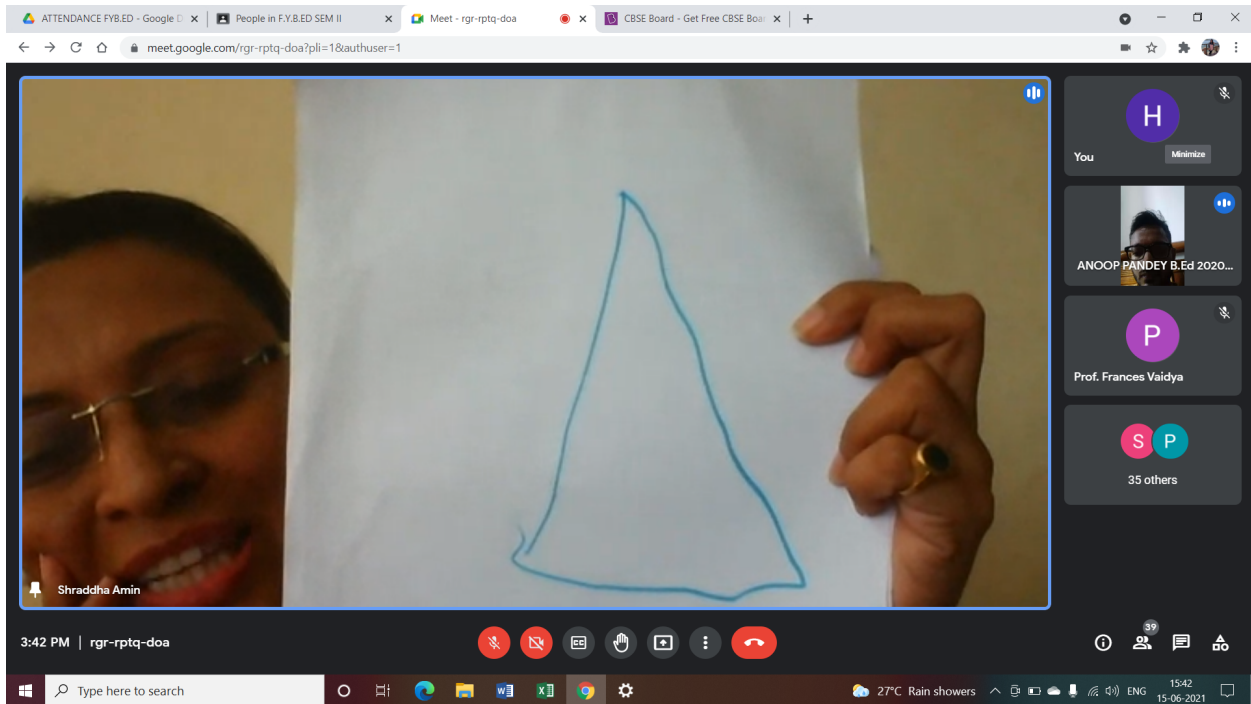 ATTENDANCE FYB.ED - Google D
People in F.Y.B.ED SEM II
Meet - rgr-rptq-doa
CBSE Board - Get Free CBSE Boar
meet.google.com/rgr-rptq-doa?pli=1&authuser=1
H
You
Minimize
ANOOP PANDEY B.Ed 2020...
P
Prof. Frances Vaidya
S P
35 others
Shraddha Amin
3:42 PM | rgr-rptq-doa
CC
39
Type here to search
27°C Rain showers
ENG
15:42
15-06-2021